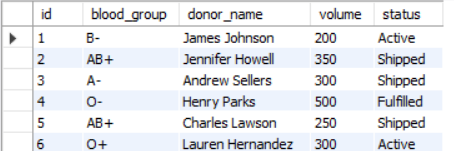 id blood_group donor_name volume status
1 B- James Johnson 200 Active
2 AB+ Jennifer Howell 350 Shipped
3 A- Andrew Sellers 300 Shipped
4 O- Henry Parks 500 Fulfilled
5 AB+ Charles Lawson 250 Shipped
6 O+ Lauren Hernandez 300 Active